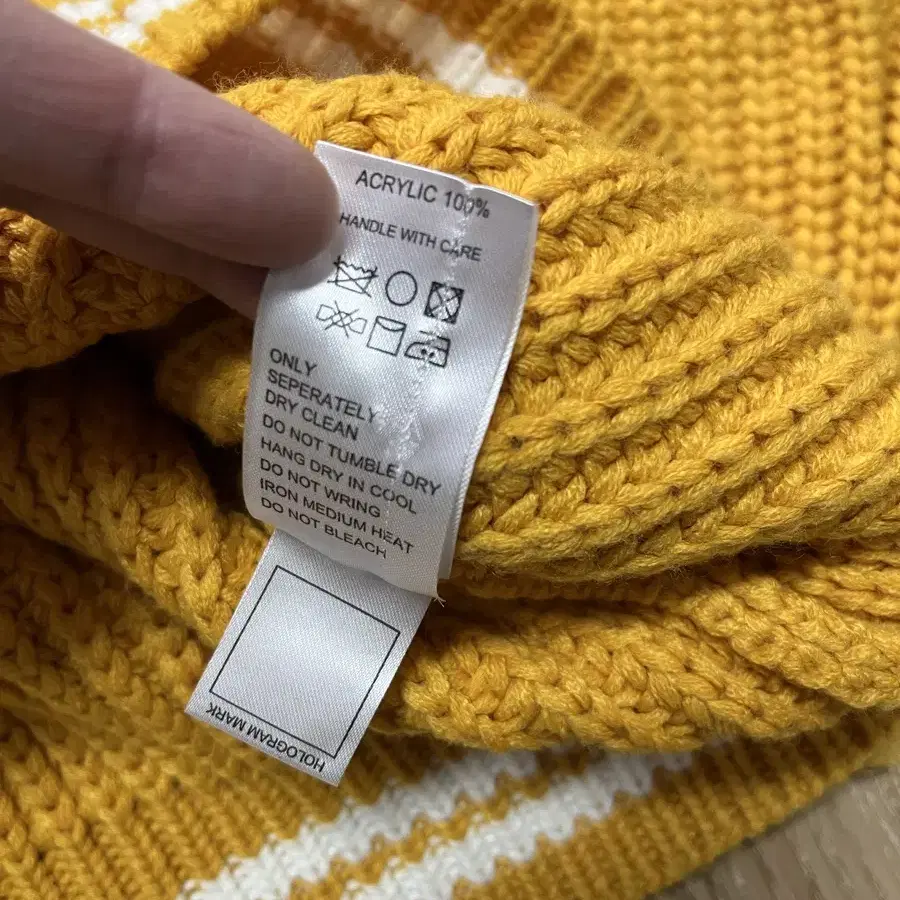 ACRYLIC 100%
HANDLE WITH CARE
ONLY
SEPERATELY
DRY CLEAN
DO NOT TUMBLE DRY
HANG DRY IN COOL
DO NOT WRING
IRON MEDIUM HEAT
DO NOT BLEACH
HOLOGRAM MARK